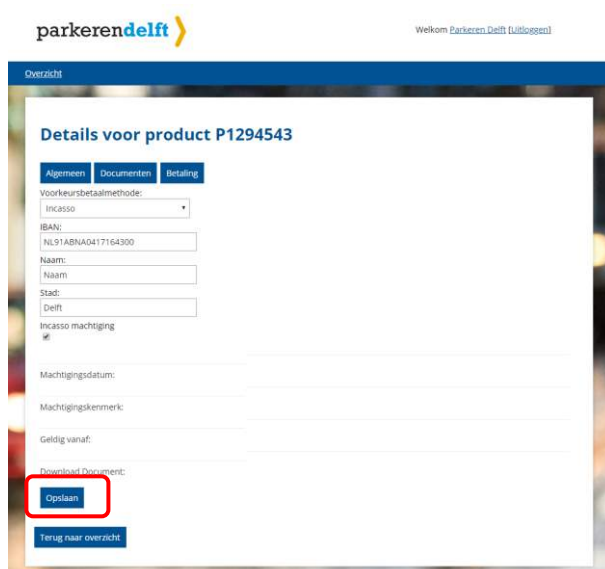 parkerendelft
Welkom Parkeren Delft [Uitloggen]
Overzicht
Details voor product P1294543
Algemeen Documenten Betaling
Voorkeursbetaalmethode:
Incasso
IBAN:
NL91ABNA0417164300
Naam:
Naam
Stad:
Delft
Incasso machtiging
Machtigingsdatum:
Machtigingskenmerk:
Geldig vanaf:
Download Document:
Opslaan
Terug naar overzicht